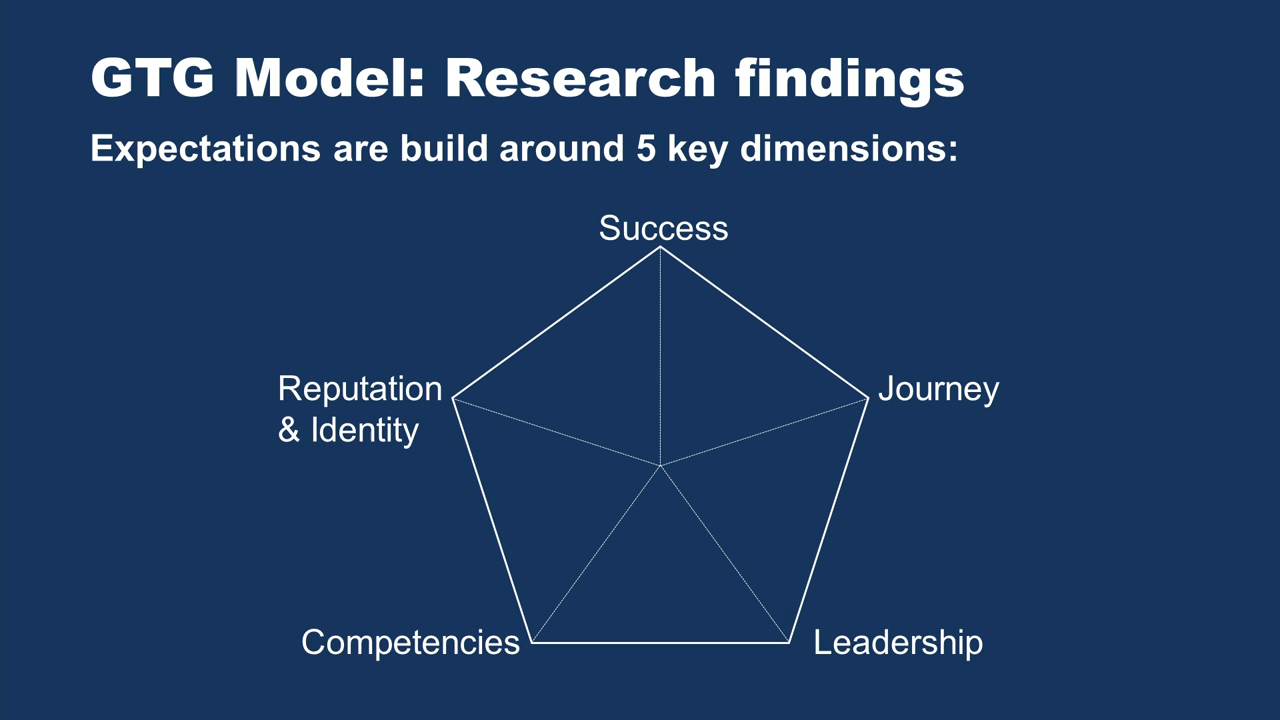 GTG Model: Research findings
Expectations are build around 5 key dimensions:
Success
Reputation
& Identity
Journey
Competencies
Leadership